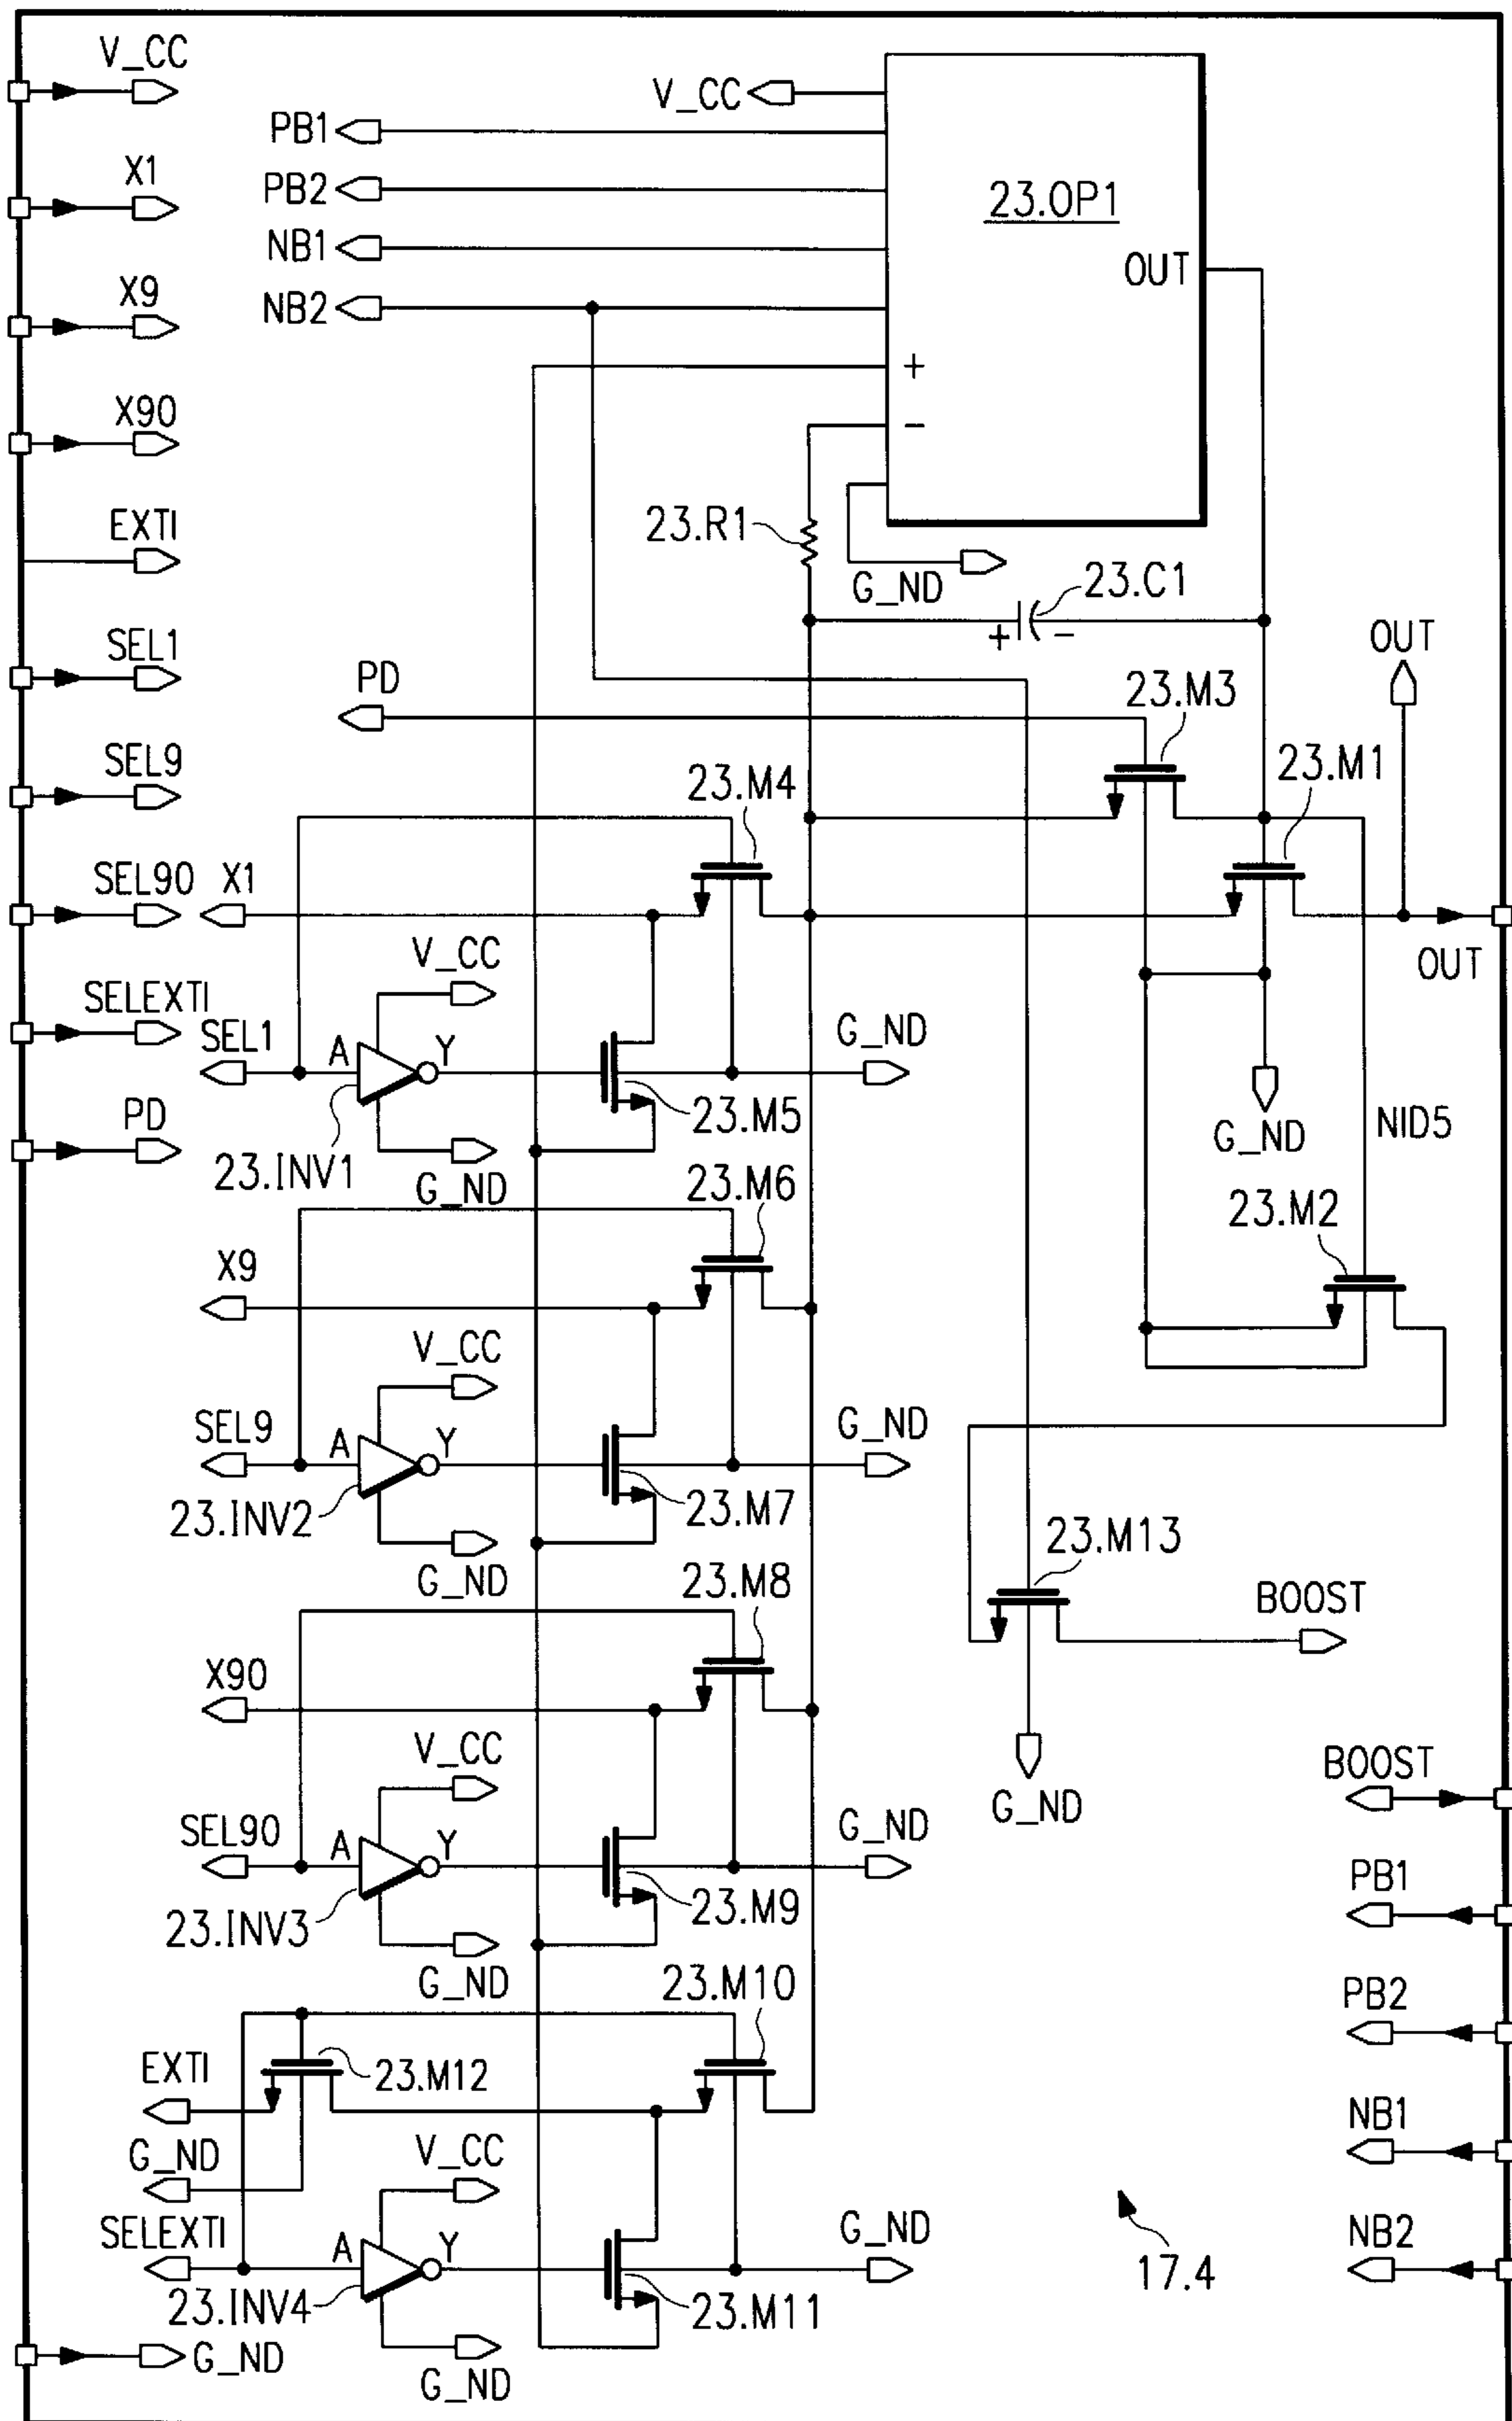 V_CC
X1
X9
X90
EXTI
SEL1
SEL9
SEL90
SELEXTI
PD
G_ND
V_CC
PB1
PB2
NB1
NB2
23.OP1
OUT
+
−
23.R1
G_ND
23.C1
+
−
OUT
PD
23.M3
23.M1
23.M4
X1
V_CC
SEL1
A
Y
G_ND
OUT
23.M5
23.INV1
G_ND
G_ND
NID5
23.M6
23.M2
X9
V_CC
SEL9
A
Y
G_ND
23.M7
23.INV2
G_ND
23.M13
BOOST
23.M8
X90
V_CC
G_ND
SEL90
A
Y
G_ND
23.M9
23.INV3
G_ND
23.M10
EXTI
23.M12
G_ND
V_CC
SELEXTI
A
Y
G_ND
23.INV4
23.M11
G_ND
BOOST
PB1
PB2
NB1
NB2
17.4